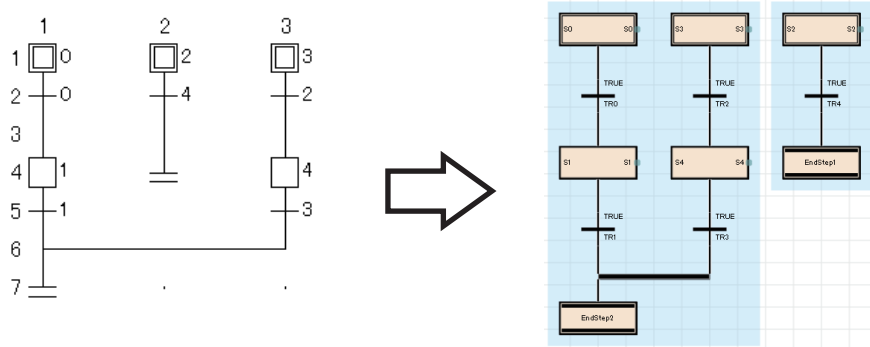 1 2 3
1 0 2 3
2 0 4 2
3
4 1 4
5 1 3
6
7
S0 S0 S3 S3 S2 S2
TRUE TRUE TRUE
TR0 TR2 TR4
S1 S1 S4 S4 EndStep1
TRUE TRUE
TR1 TR3
EndStep2